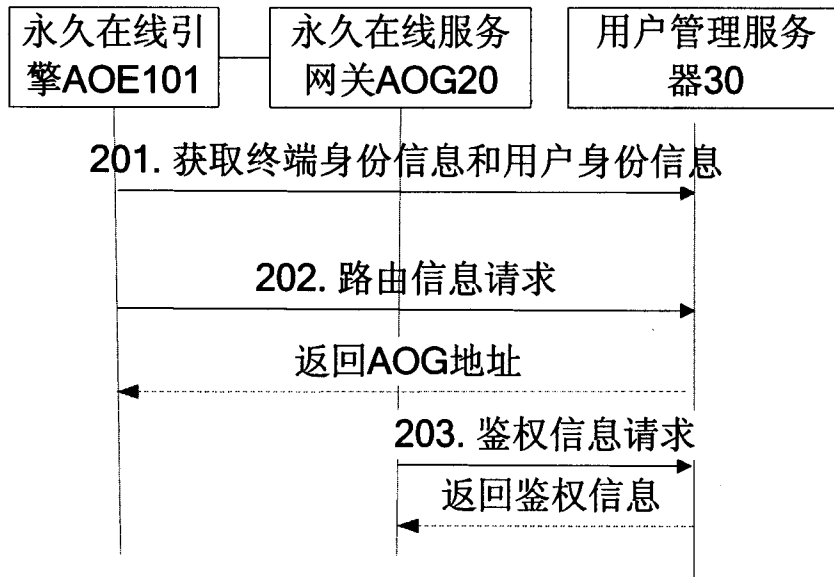 永久在线引
擎AOE101
永久在线服务
网关AOG20
用户管理服务
器30
201. 获取终端身份信息和用户身份信息
202. 路由信息请求
返回AOG地址
203. 鉴权信息请求
返回鉴权信息